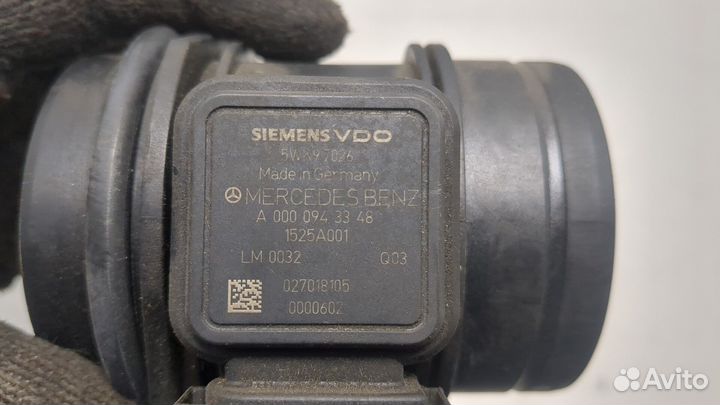 SIEMENS VDO
5WK97026
Made in Germany
MERCEDES BENZ
A 000 094 33 48
1525A001
LM 0032 Q03
027018105
0000602
Avito